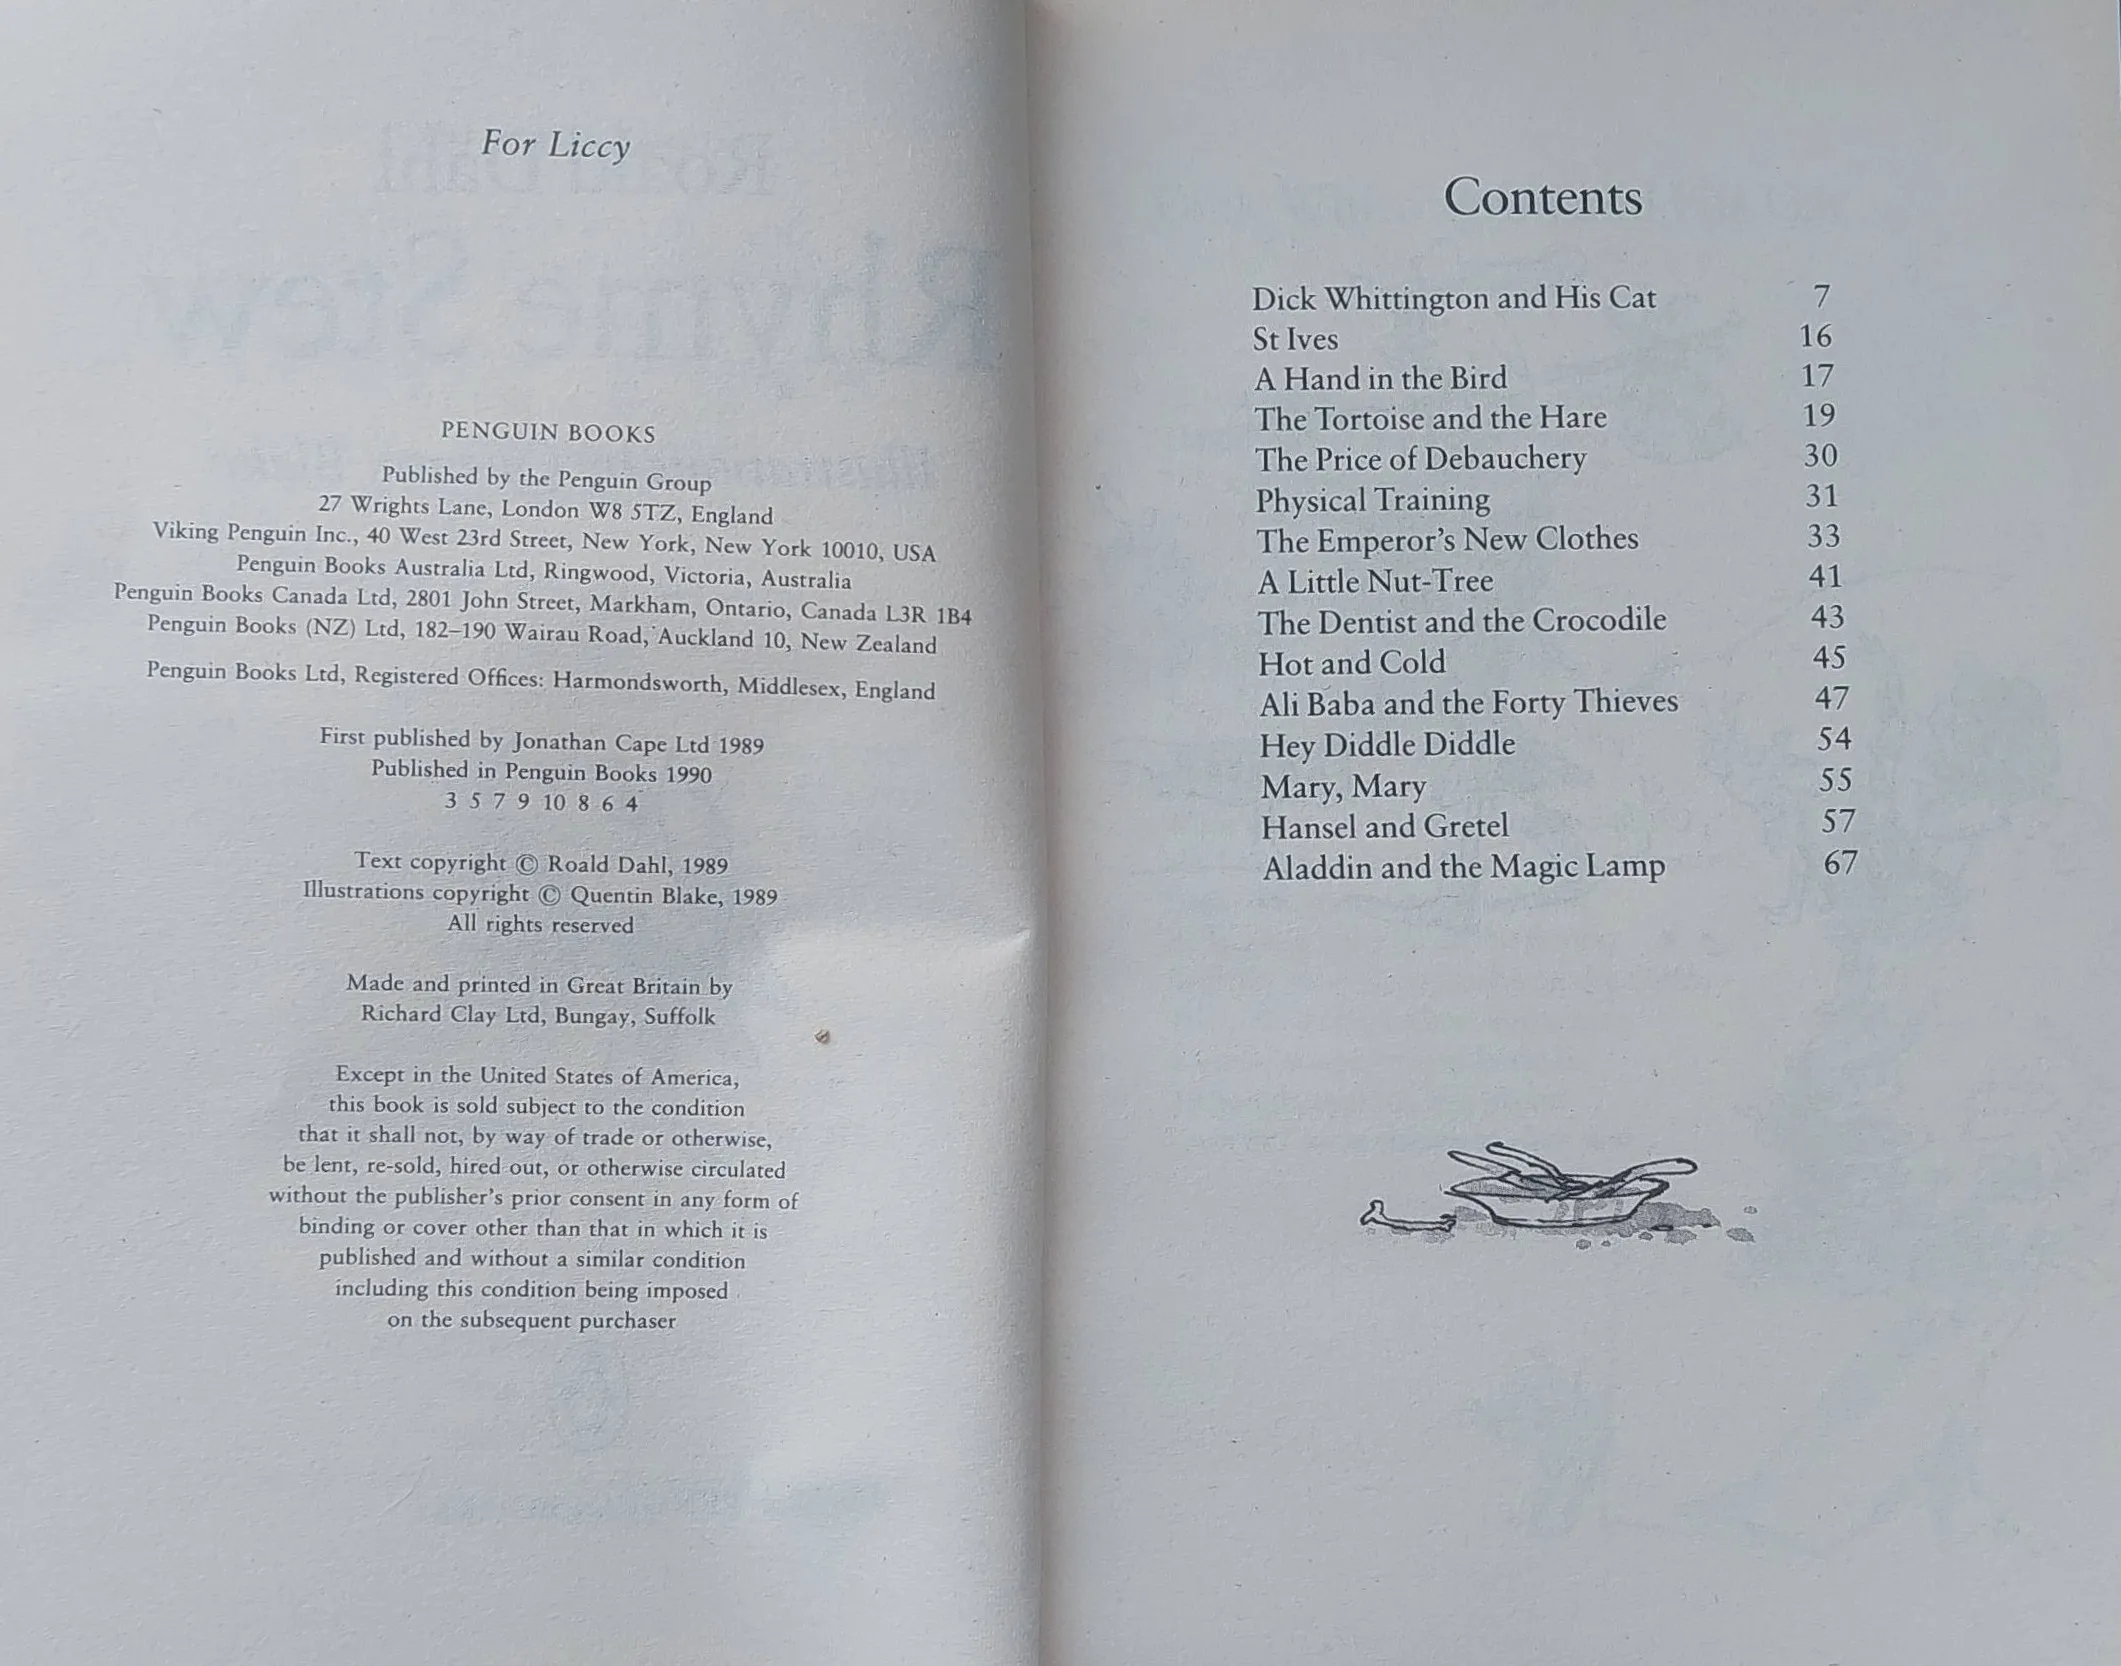 For Liccy
PENGUIN BOOKS
Published by the Penguin Group
27 Wrights Lane, London W8 5TZ, England
Viking Penguin Inc., 40 West 23rd Street, New York, New York 10010, USA
Penguin Books Australia Ltd, Ringwood, Victoria, Australia
Penguin Books Canada Ltd, 2801 John Street, Markham, Ontario, Canada L3R 1B4
Penguin Books (NZ) Ltd, 182–190 Wairau Road, Auckland 10, New Zealand
Penguin Books Ltd, Registered Offices: Harmondsworth, Middlesex, England
First published by Jonathan Cape Ltd 1989
Published in Penguin Books 1990
3 5 7 9 10 8 6 4
Text copyright © Roald Dahl, 1989
Illustrations copyright © Quentin Blake, 1989
All rights reserved
Made and printed in Great Britain by
Richard Clay Ltd, Bungay, Suffolk
Except in the United States of America,
this book is sold subject to the condition
that it shall not, by way of trade or otherwise,
be lent, re-sold, hired out, or otherwise circulated
without the publisher's prior consent in any form of
binding or cover other than that in which it is
published and without a similar condition
including this condition being imposed
on the subsequent purchaser
Contents
Dick Whittington and His Cat 7
St Ives 16
A Hand in the Bird 17
The Tortoise and the Hare 19
The Price of Debauchery 30
Physical Training 31
The Emperor's New Clothes 33
A Little Nut-Tree 41
The Dentist and the Crocodile 43
Hot and Cold 45
Ali Baba and the Forty Thieves 47
Hey Diddle Diddle 54
Mary, Mary 55
Hansel and Gretel 57
Aladdin and the Magic Lamp 67